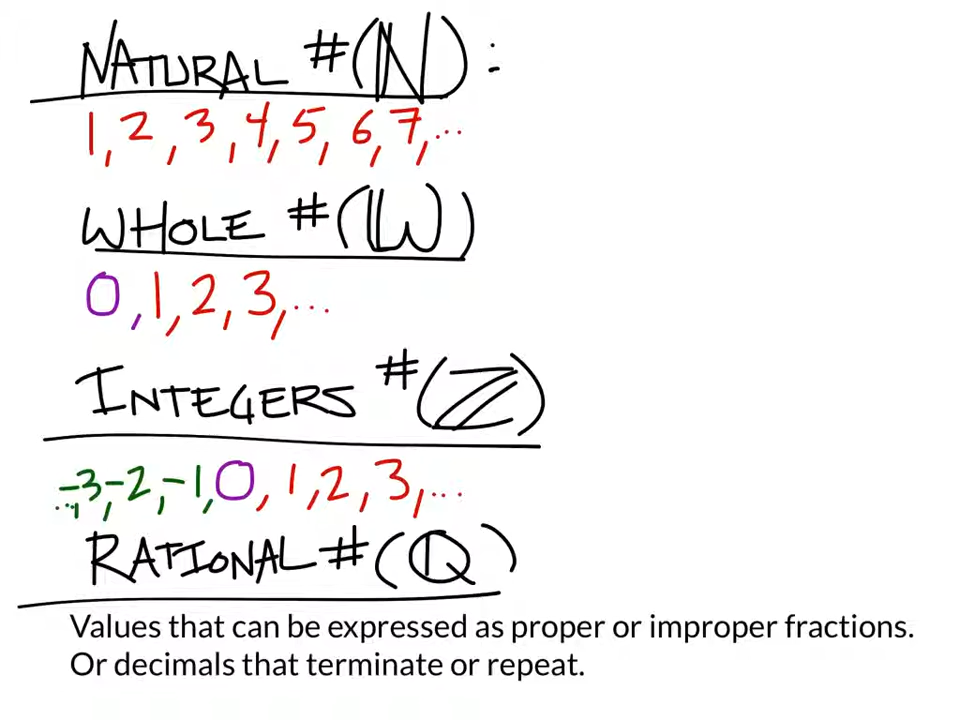 NATURAL #(ℕ):
1, 2, 3, 4, 5, 6, 7, ...
WHOLE #(𝕎)
0, 1, 2, 3, ...
INTEGERS #(ℤ)
..., -3, -2, -1, 0, 1, 2, 3, ...
RATIONAL #(ℚ)
Values that can be expressed as proper or improper fractions.
Or decimals that terminate or repeat.